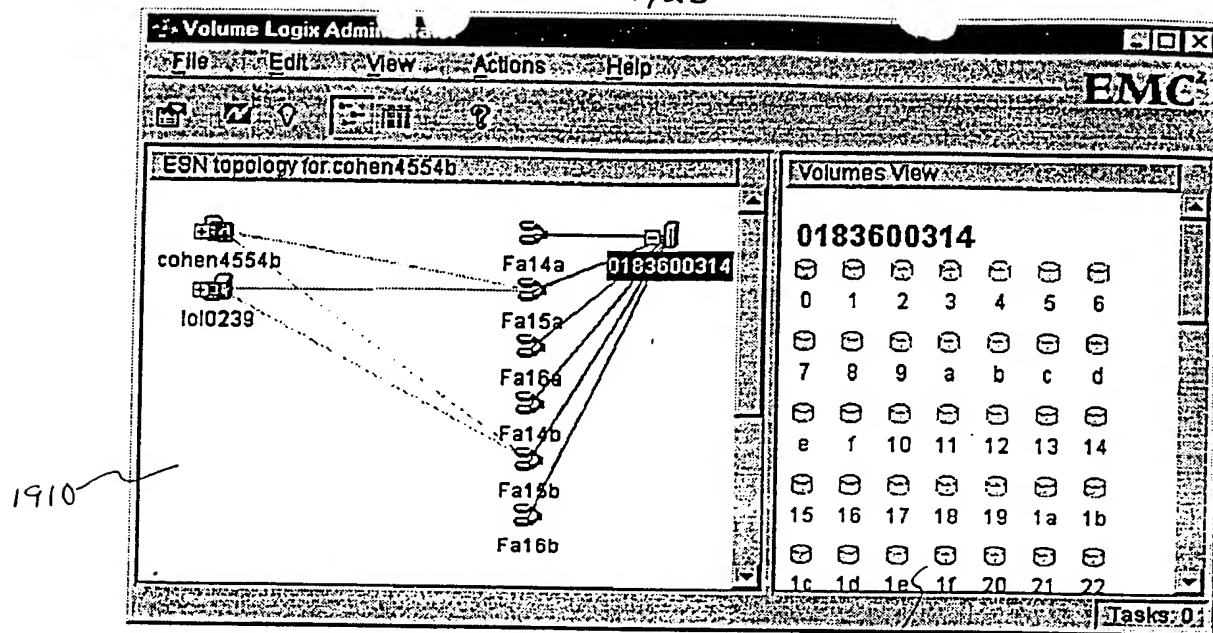 Volume Logix Admin
File Edit View Actions Help
EMC²
ESN topology for cohen4554b
Volumes View
cohen4554b
lol0239
Fa14a
Fa15a
Fa16a
Fa14b
Fa15b
Fa16b
0183600314
0183600314
0 1 2 3 4 5 6
7 8 9 a b c d
e f 10 11 12 13 14
15 16 17 18 19 1a 1b
1c 1d 1e 1f 20 21 22
Tasks: 0
1910